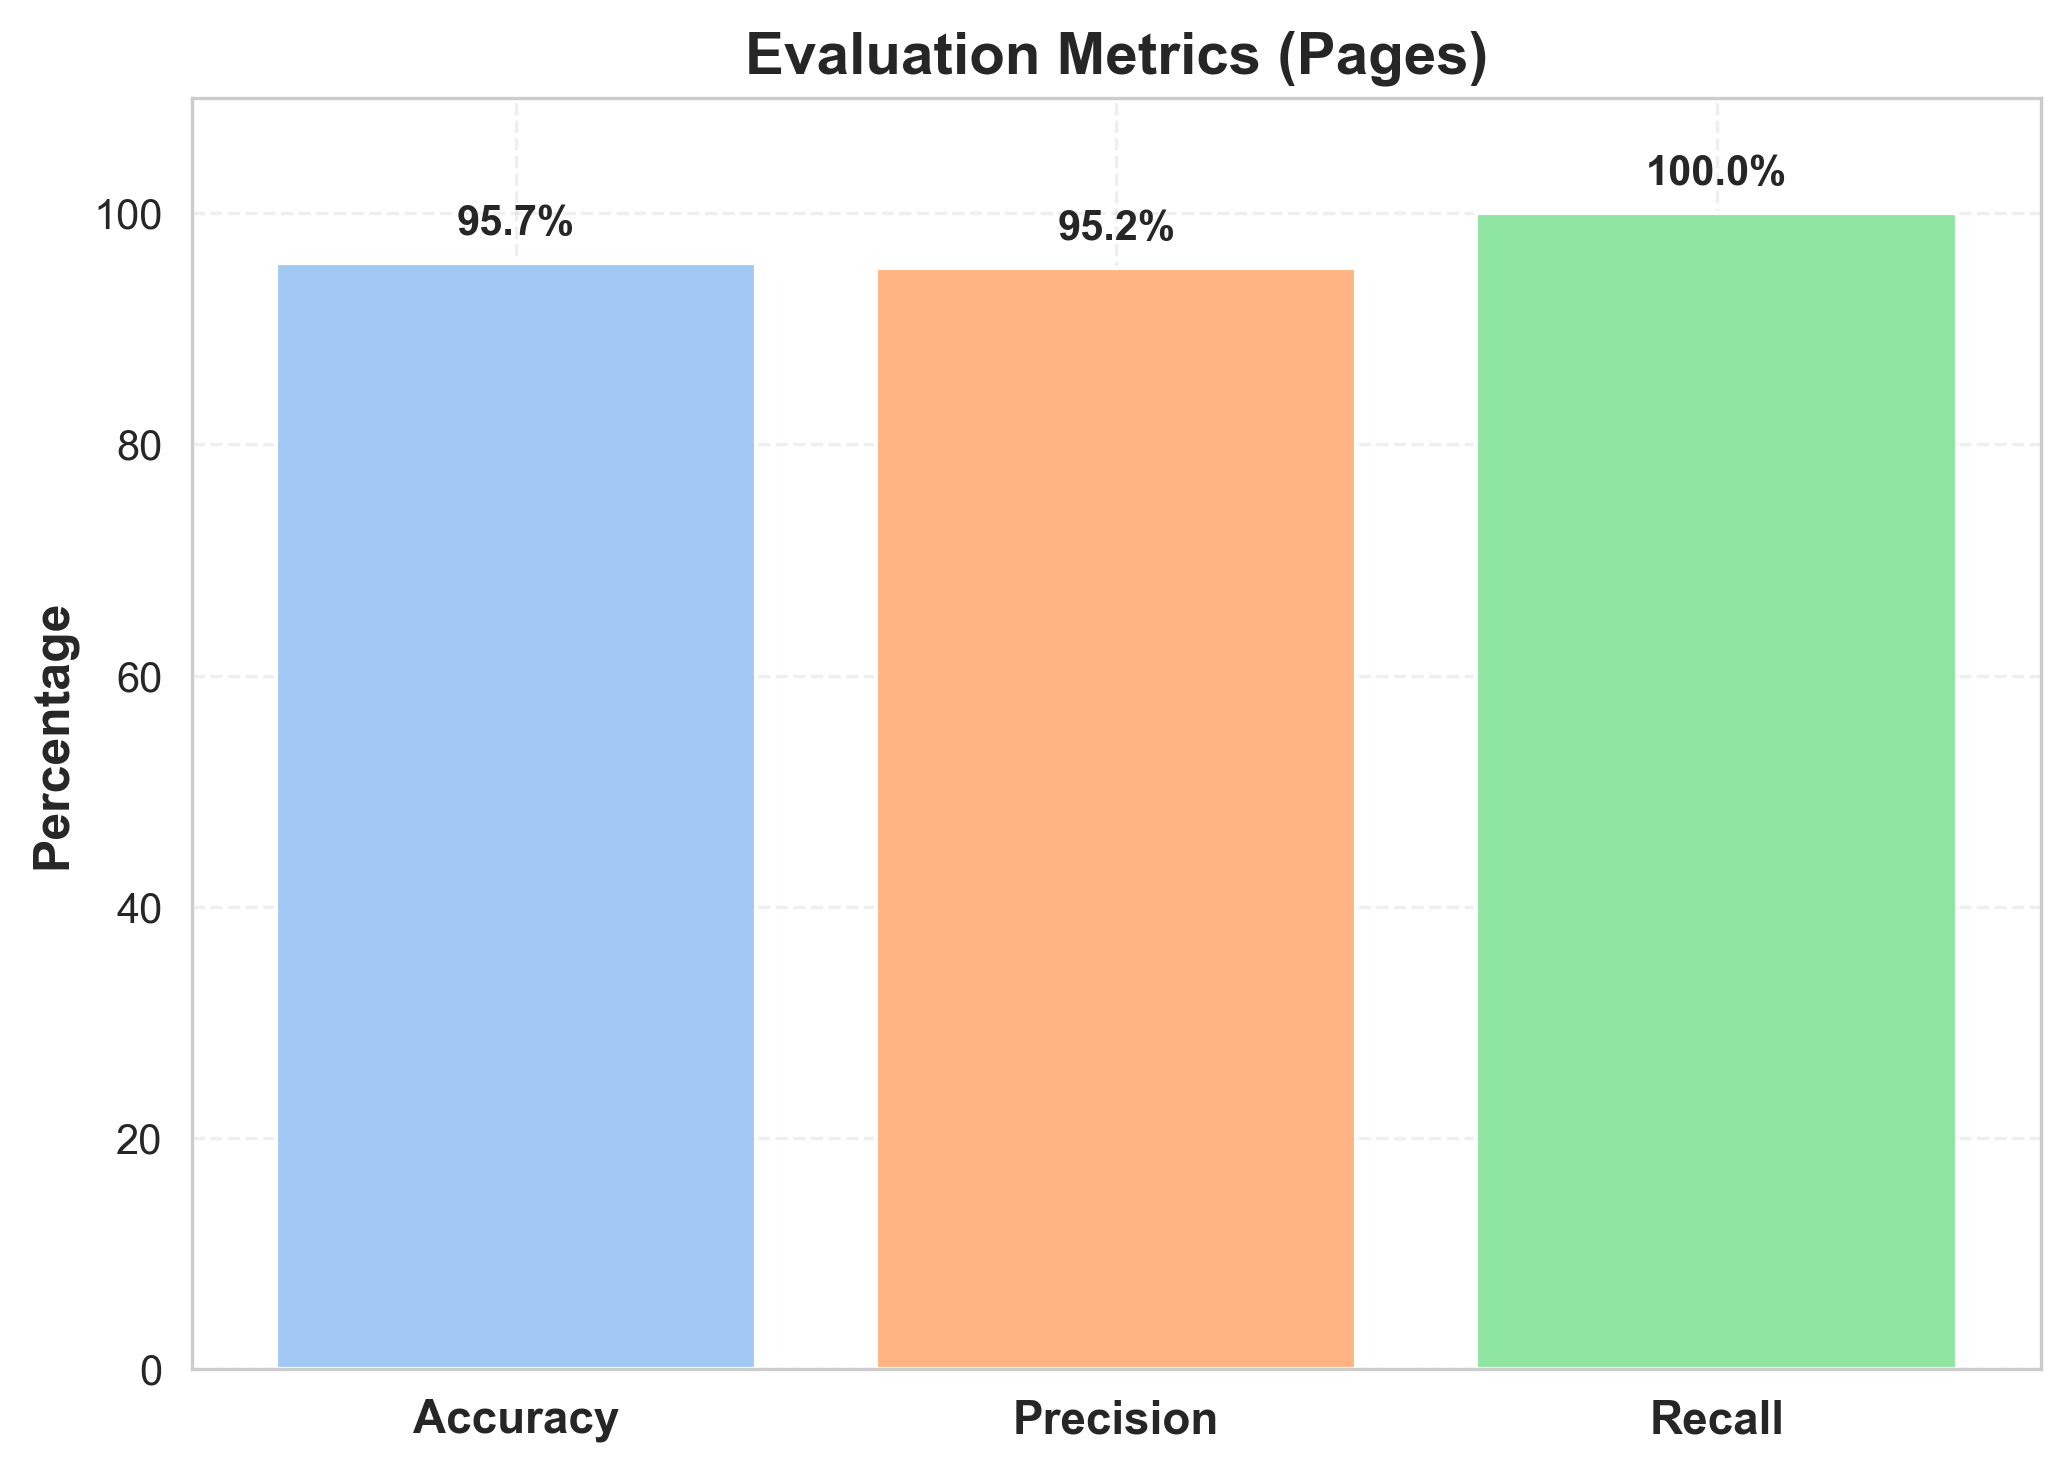 Evaluation Metrics (Pages)
100.0%
95.7%
95.2%
100
80
60
40
20
0
Percentage
Accuracy
Precision
Recall